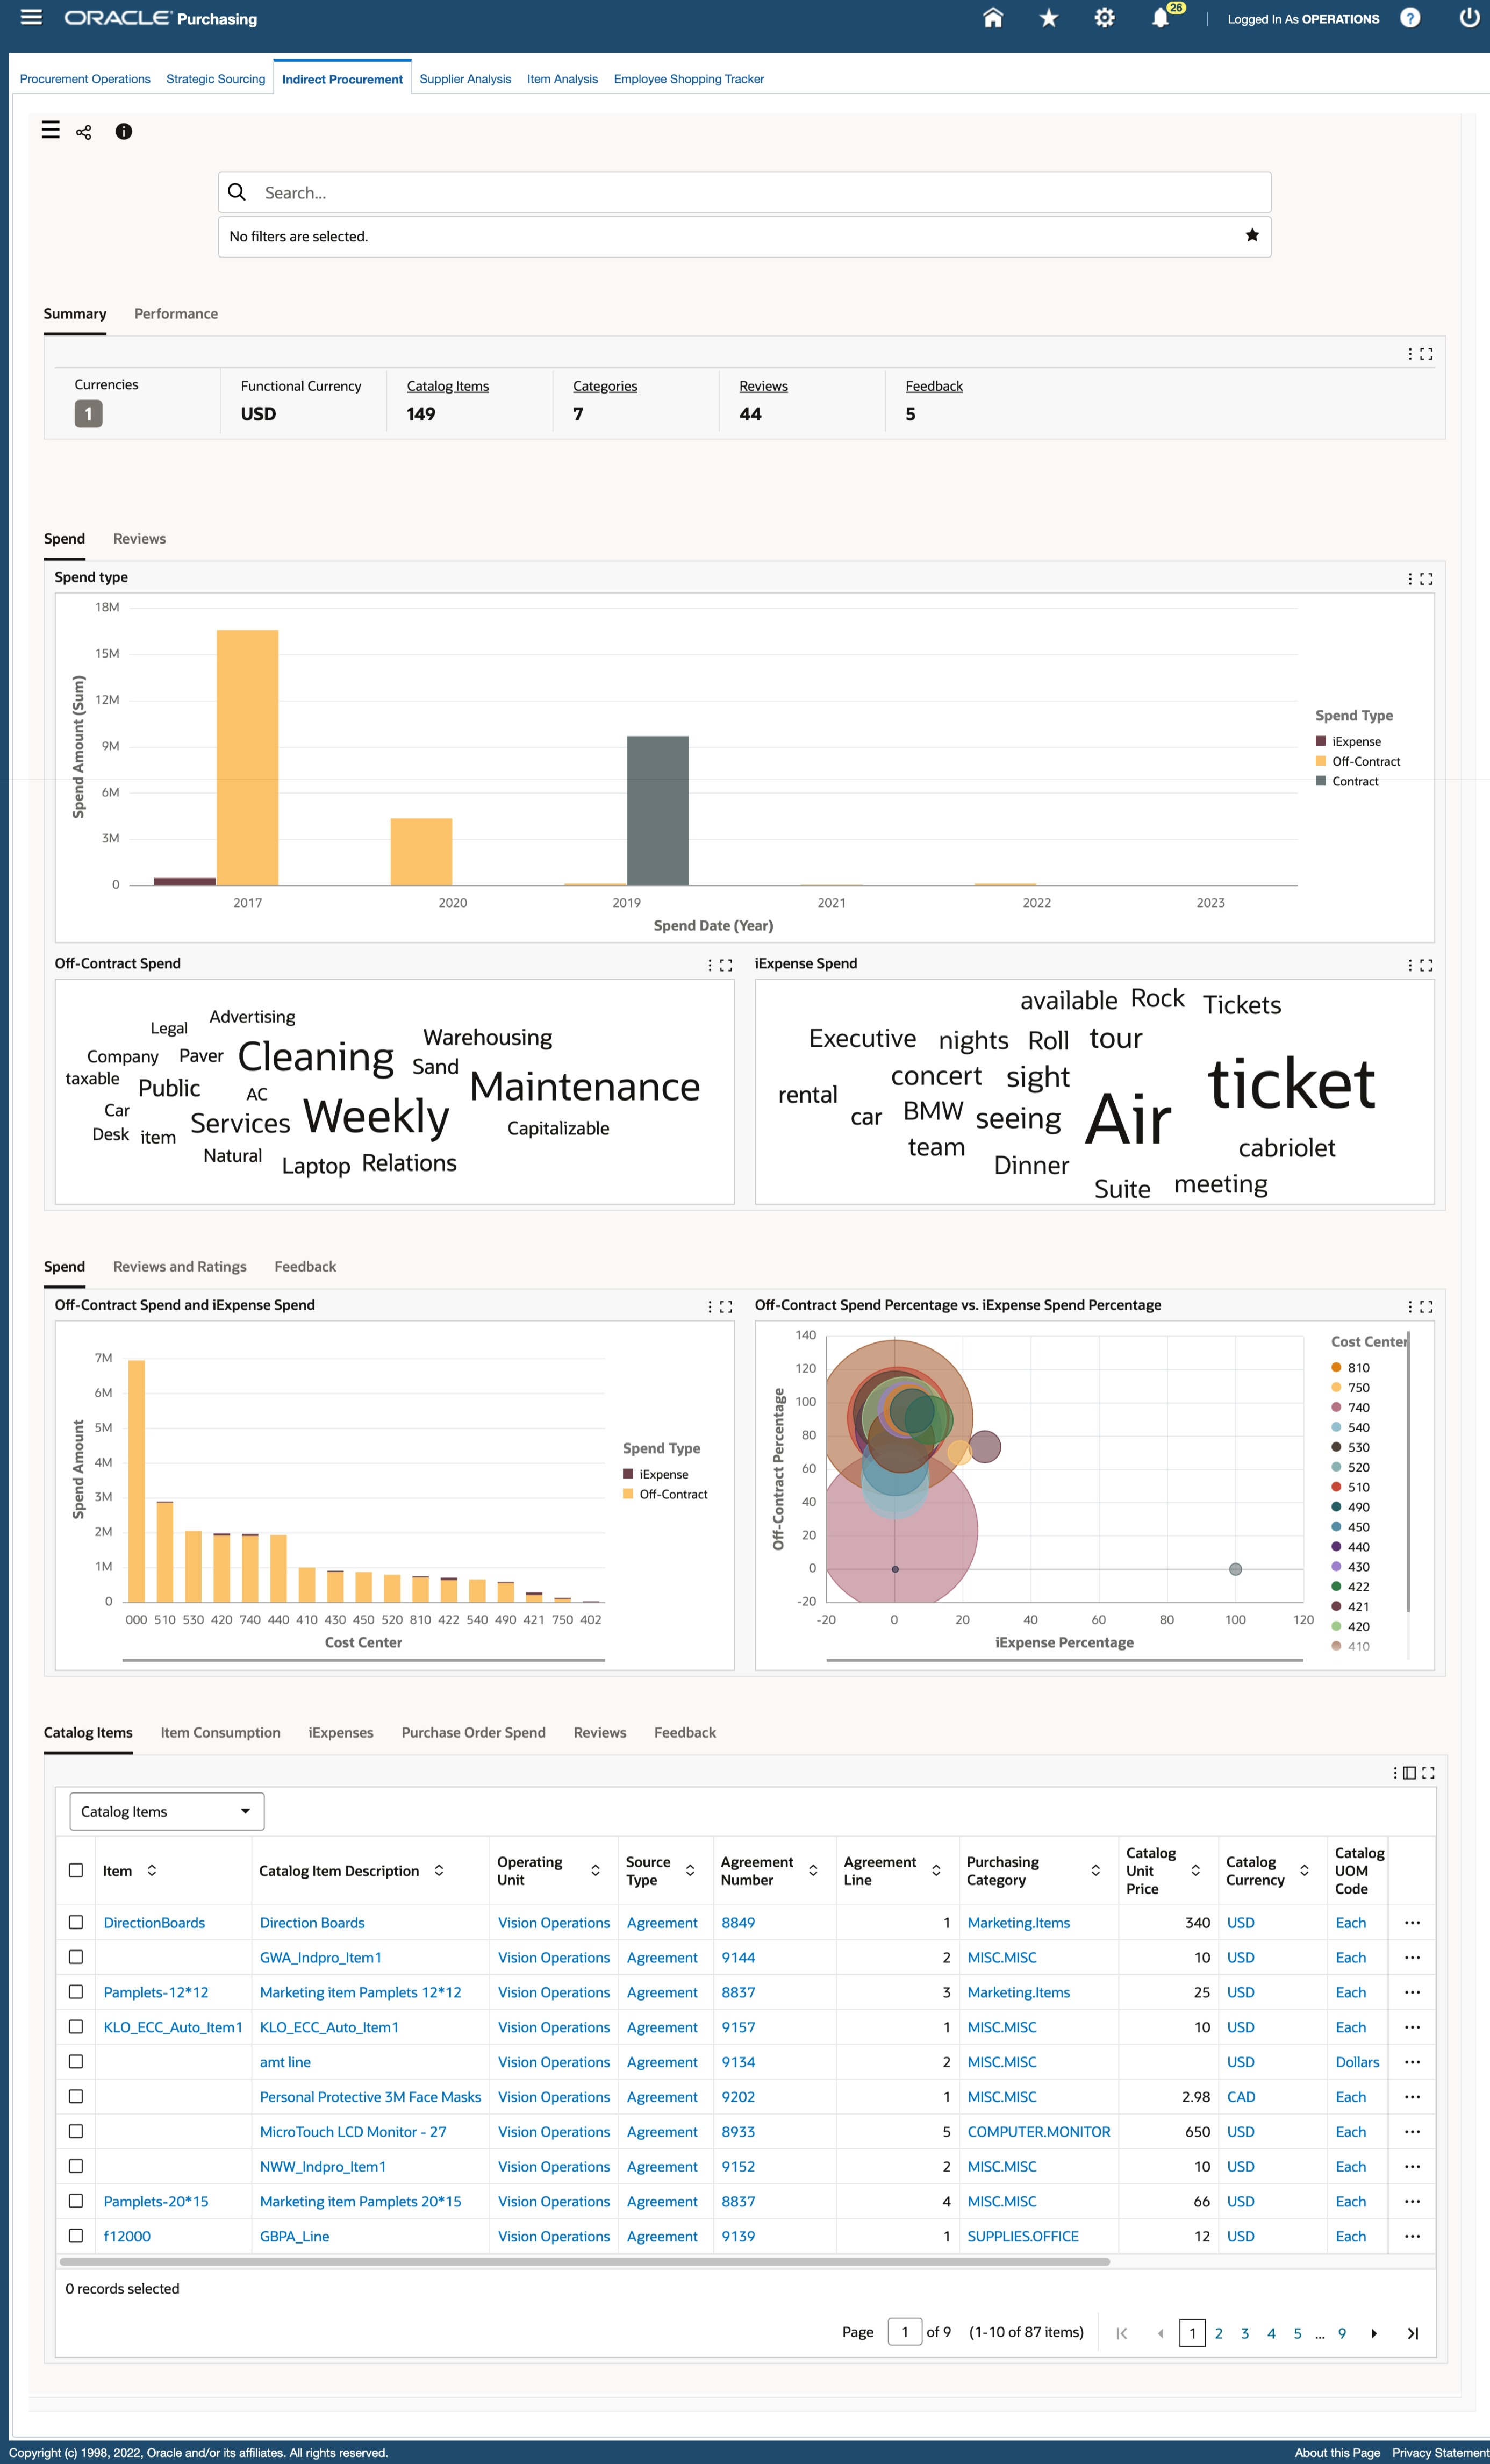 ORACLE Purchasing
26
Logged In As OPERATIONS
?
Procurement Operations Strategic Sourcing Indirect Procurement Supplier Analysis Item Analysis Employee Shopping Tracker
Search...
No filters are selected.
Summary Performance
Currencies Functional Currency Catalog Items Categories Reviews Feedback
1 USD 149 7 44 5
Spend Reviews
Spend type
18M
15M
12M
9M
6M
3M
0
Spend Amount (Sum)
2017 2020 2019 2021 2022 2023
Spend Date (Year)
Spend Type
iExpense
Off-Contract
Contract
Off-Contract Spend
Advertising
Legal
Warehousing
Company Paver Cleaning Sand
taxable Public AC Maintenance
Car
Services Weekly Capitalizable
Desk item
Natural Laptop Relations
iExpense Spend
available Rock Tickets
Executive nights Roll tour
concert sight ticket
rental car BMW seeing Air
team cabriolet
Dinner
Suite meeting
Spend Reviews and Ratings Feedback
Off-Contract Spend and iExpense Spend
7M
6M
5M
4M
3M
2M
1M
0
Spend Amount
000 510 530 420 740 440 410 430 450 520 810 422 540 490 421 750 402
Cost Center
Spend Type
iExpense
Off-Contract
Off-Contract Spend Percentage vs. iExpense Spend Percentage
140
120
100
80
60
40
20
0
-20
Off-Contract Percentage
-20 0 20 40 60 80 100 120
iExpense Percentage
Cost Center
810
750
740
540
530
520
510
490
450
440
430
422
421
420
410
Catalog Items Item Consumption iExpenses Purchase Order Spend Reviews Feedback
Catalog Items
Item Catalog Item Description Operating Unit Source Type Agreement Number Agreement Line Purchasing Category Catalog Unit Price Catalog Currency Catalog UOM Code
DirectionBoards Direction Boards Vision Operations Agreement 8849 1 Marketing.Items 340 USD Each
GWA_Indpro_Item1 Vision Operations Agreement 9144 2 MISC.MISC 10 USD Each
Pamplets-12*12 Marketing item Pamplets 12*12 Vision Operations Agreement 8837 3 Marketing.Items 25 USD Each
KLO_ECC_Auto_Item1 KLO_ECC_Auto_Item1 Vision Operations Agreement 9157 1 MISC.MISC 10 USD Each
amt line Vision Operations Agreement 9134 2 MISC.MISC USD Dollars
Personal Protective 3M Face Masks Vision Operations Agreement 9202 1 MISC.MISC 2.98 CAD Each
MicroTouch LCD Monitor - 27 Vision Operations Agreement 8933 5 COMPUTER.MONITOR 650 USD Each
NWW_Indpro_Item1 Vision Operations Agreement 9152 2 MISC.MISC 10 USD Each
Pamplets-20*15 Marketing item Pamplets 20*15 Vision Operations Agreement 8837 4 MISC.MISC 66 USD Each
f12000 GBPA_Line Vision Operations Agreement 9139 1 SUPPLIES.OFFICE 12 USD Each
0 records selected
Page 1 of 9 (1-10 of 87 items) 1 2 3 4 5 ... 9
Copyright (c) 1998, 2022, Oracle and/or its affiliates. All rights reserved.
About this Page Privacy Statement